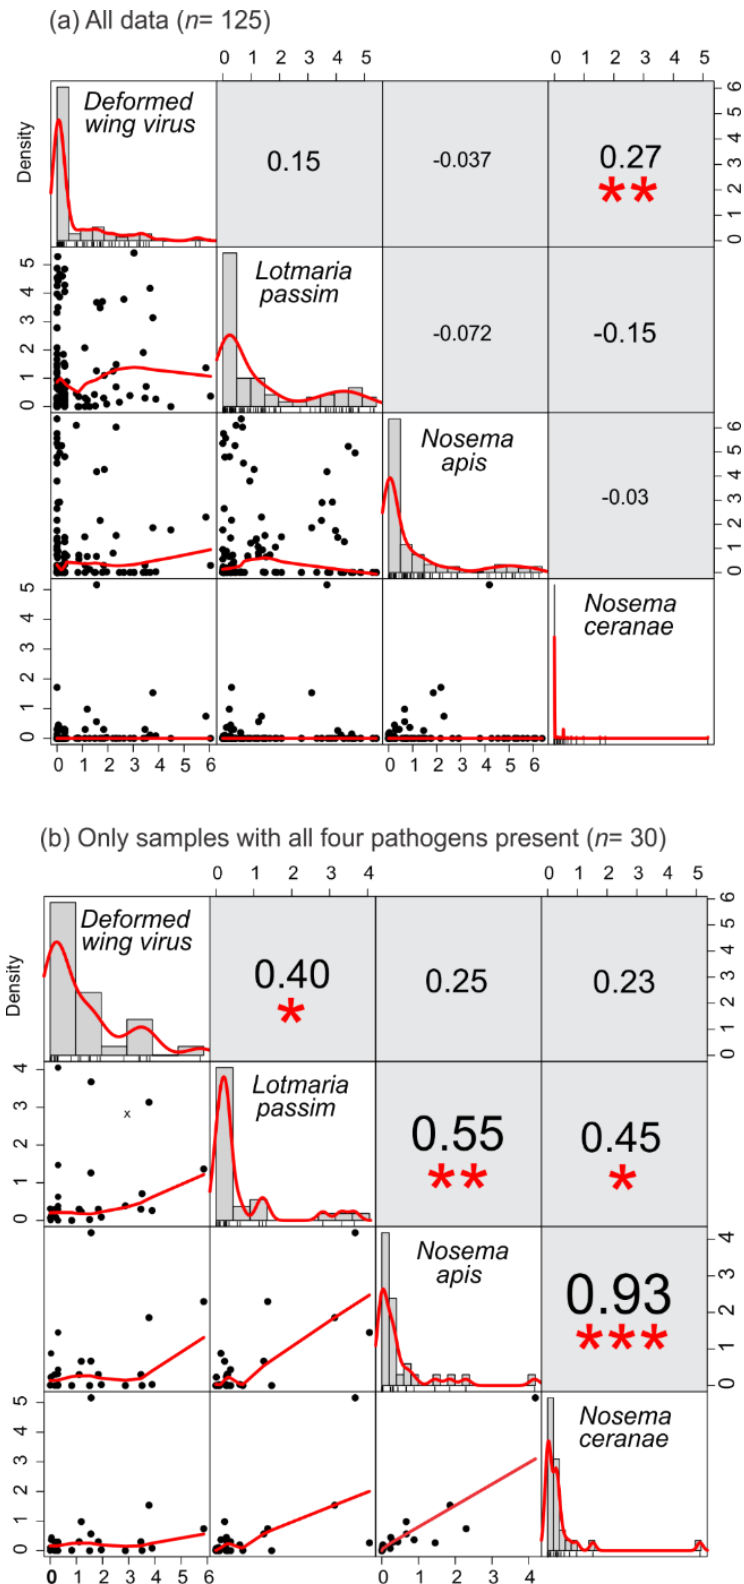 (a) All data (n= 125)
0 1 2 3 4 5
0 1 2 3 4 5
Deformed
wing virus
Density
0.15
-0.037
0.27
**
0 1 2 3 4 5 6
0 1 2 3 4 5
Lotmaria
passim
-0.072
-0.15
Nosema
apis
-0.03
0 1 2 3 4 5 6
0 1 2 3 4 5
Nosema
ceranae
0 1 2 3 4 5 6
0 1 2 3 4 5 6
(b) Only samples with all four pathogens present (n= 30)
0 1 2 3 4
0 1 2 3 4 5
Deformed
wing virus
Density
0.40
*
0.25
0.23
0 1 2 3 4 5 6
0 1 2 3 4
x
Lotmaria
passim
0.55
**
0.45
*
Nosema
apis
0.93
***
0 1 2 3 4
0 1 2 3 4 5
Nosema
ceranae
0 1 2 3 4 5 6
0 1 2 3 4